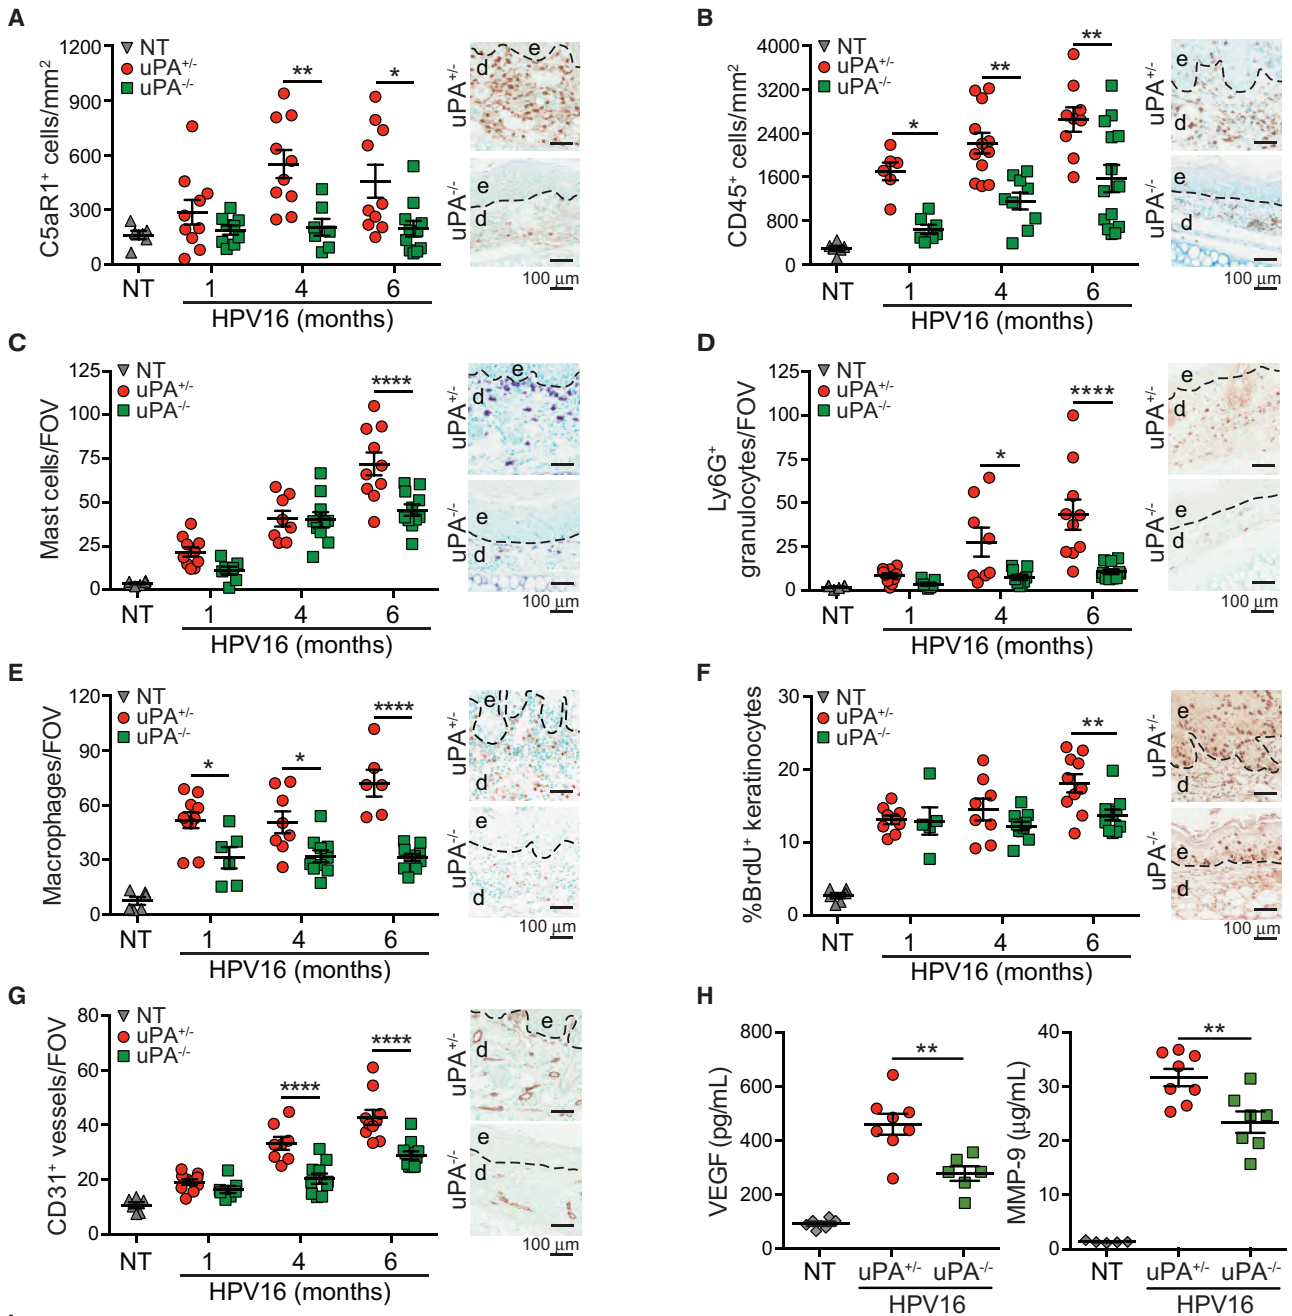 A
C5aR1+ cells/mm2
1200
900
600
300
0
NT
uPA+/-
uPA-/-
**
*
NT
1
4
6
HPV16 (months)
uPA+/-
e
d
uPA-/-
e
d
100 µm
B
CD45+ cells/mm2
4000
3200
2400
1600
800
0
NT
uPA+/-
uPA-/-
*
**
**
NT
1
4
6
HPV16 (months)
uPA+/-
e
d
uPA-/-
e
d
100 µm
C
Mast cells/FOV
125
100
75
50
25
0
NT
uPA+/-
uPA-/-
****
NT
1
4
6
HPV16 (months)
uPA+/-
e
d
uPA-/-
e
d
100 µm
D
Ly6G+
granulocytes/FOV
125
100
75
50
25
0
NT
uPA+/-
uPA-/-
*
****
NT
1
4
6
HPV16 (months)
uPA+/-
e
d
uPA-/-
e
d
100 µm
E
Macrophages/FOV
120
90
60
30
0
NT
uPA+/-
uPA-/-
*
*
****
NT
1
4
6
HPV16 (months)
uPA+/-
e
d
uPA-/-
e
d
100 µm
F
%BrdU+ keratinocytes
30
20
10
0
NT
uPA+/-
uPA-/-
**
NT
1
4
6
HPV16 (months)
uPA+/-
e
d
uPA-/-
e
d
100 µm
G
CD31+ vessels/FOV
80
60
40
20
0
NT
uPA+/-
uPA-/-
****
****
NT
1
4
6
HPV16 (months)
uPA+/-
e
d
uPA-/-
e
d
100 µm
H
VEGF (pg/mL)
800
600
400
200
0
**
NT
uPA+/- uPA-/-
HPV16
MMP-9 (µg/mL)
40
30
20
10
0
**
NT
uPA+/- uPA-/-
HPV16